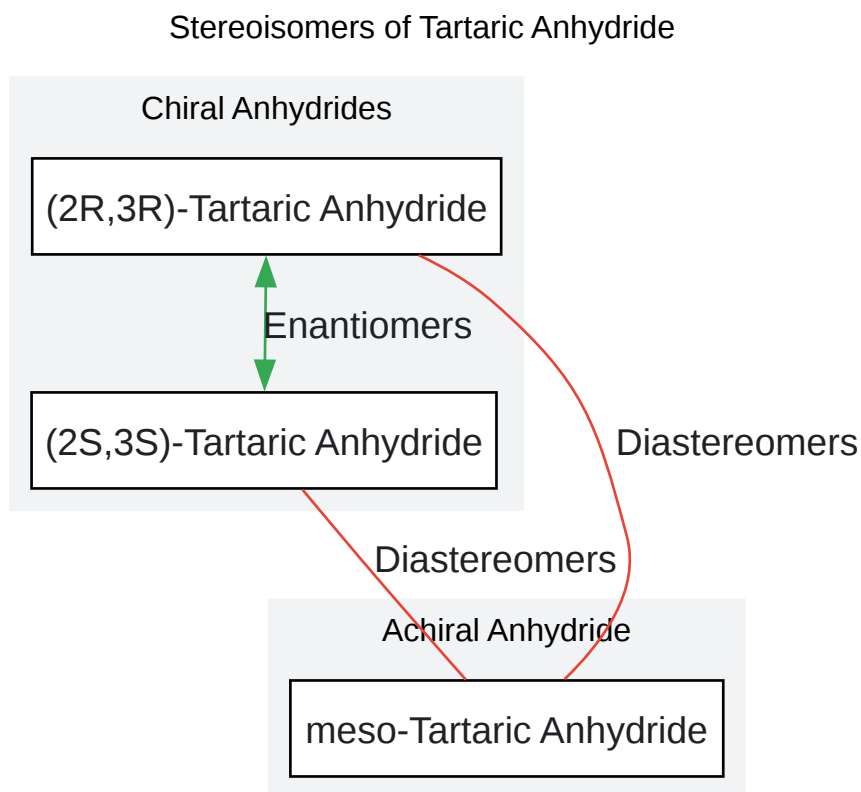 Stereoisomers of Tartaric Anhydride
Chiral Anhydrides
(2R,3R)-Tartaric Anhydride
Enantiomers
(2S,3S)-Tartaric Anhydride
Diastereomers
Diastereomers
Achiral Anhydride
meso-Tartaric Anhydride